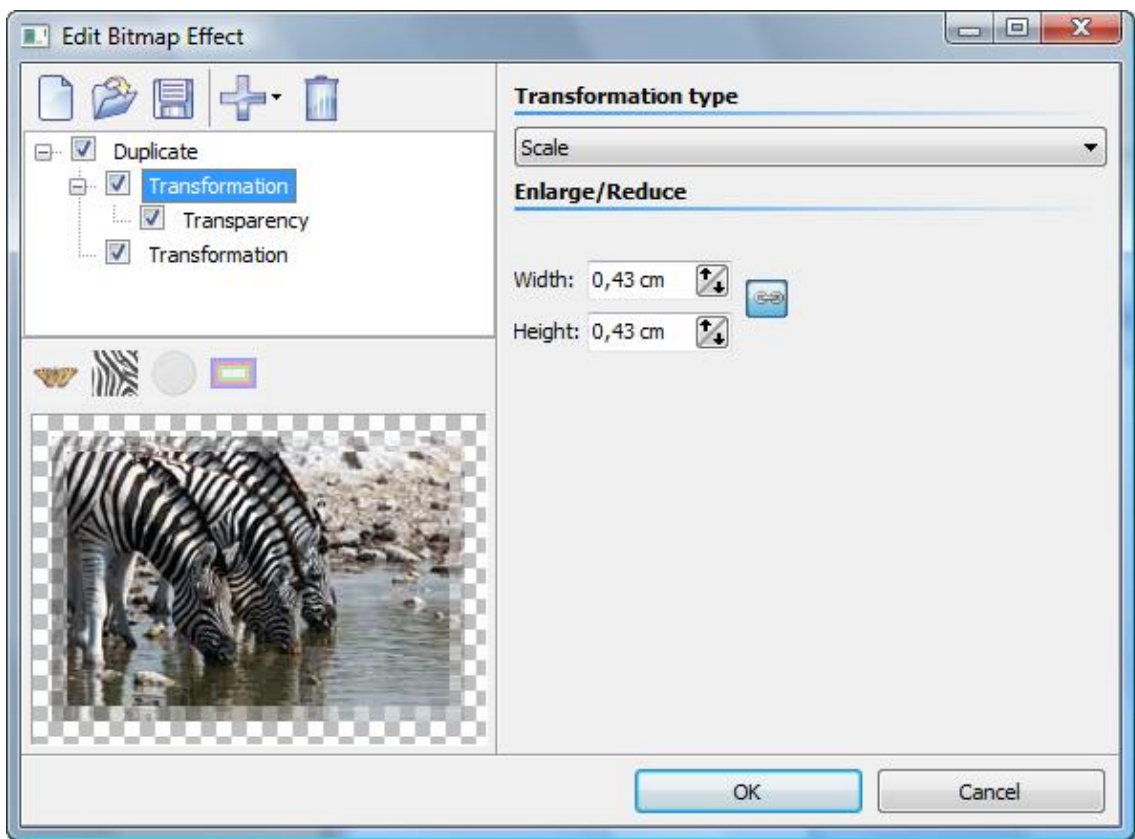 Edit Bitmap Effect
Duplicate
Transformation
Transparency
Transformation
Transformation type
Scale
Enlarge/Reduce
Width: 0,43 cm
Height: 0,43 cm
OK
Cancel